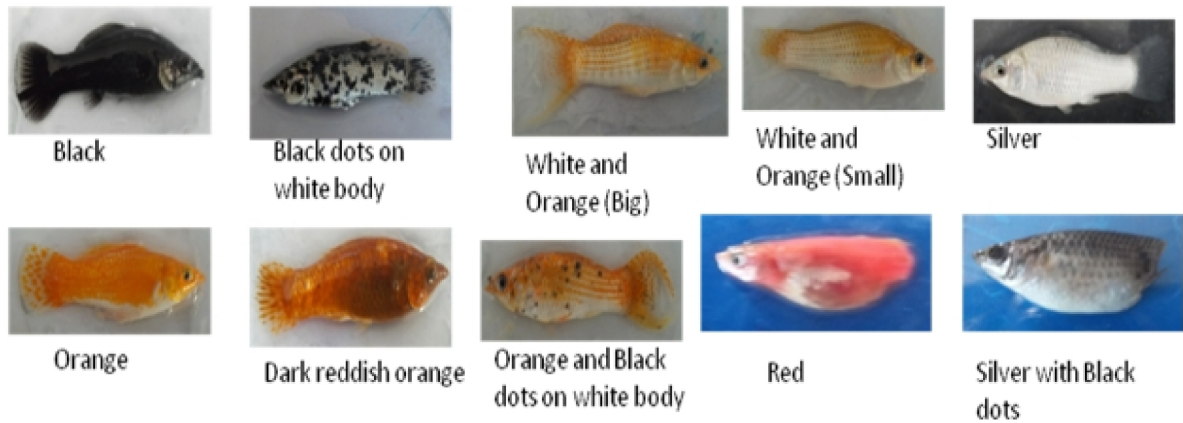 Black
Black dots on
white body
White and
Orange (Big)
White and
Orange (Small)
Silver
Orange
Dark reddish orange
Orange and Black
dots on white body
Red
Silver with Black
dots